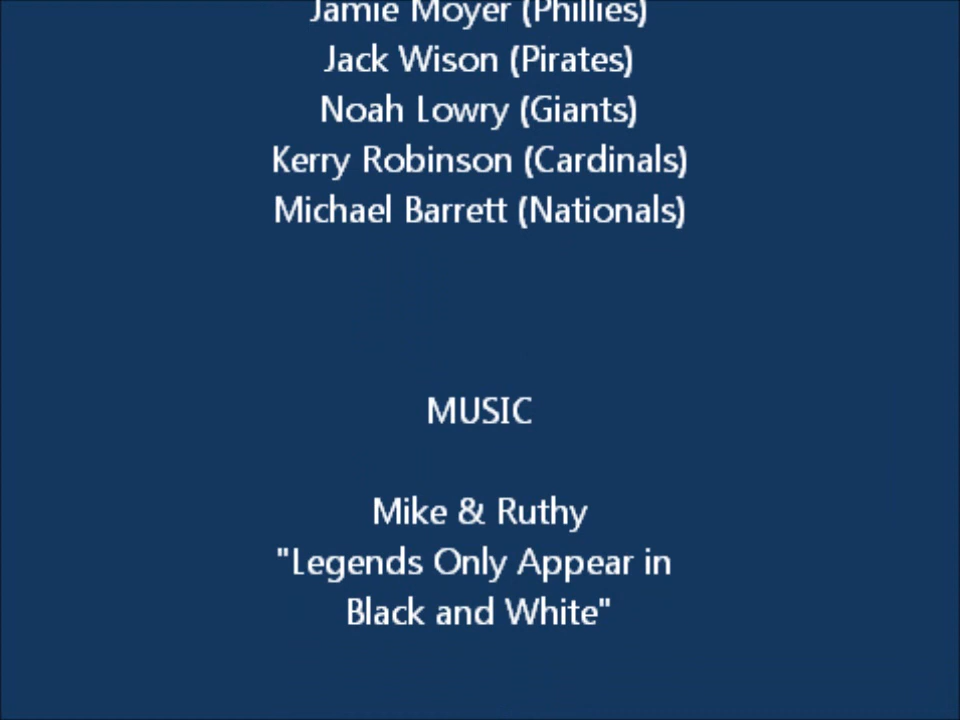 Jamie Moyer (Phillies)
Jack Wison (Pirates)
Noah Lowry (Giants)
Kerry Robinson (Cardinals)
Michael Barrett (Nationals)
MUSIC
Mike & Ruthy
"Legends Only Appear in
Black and White"